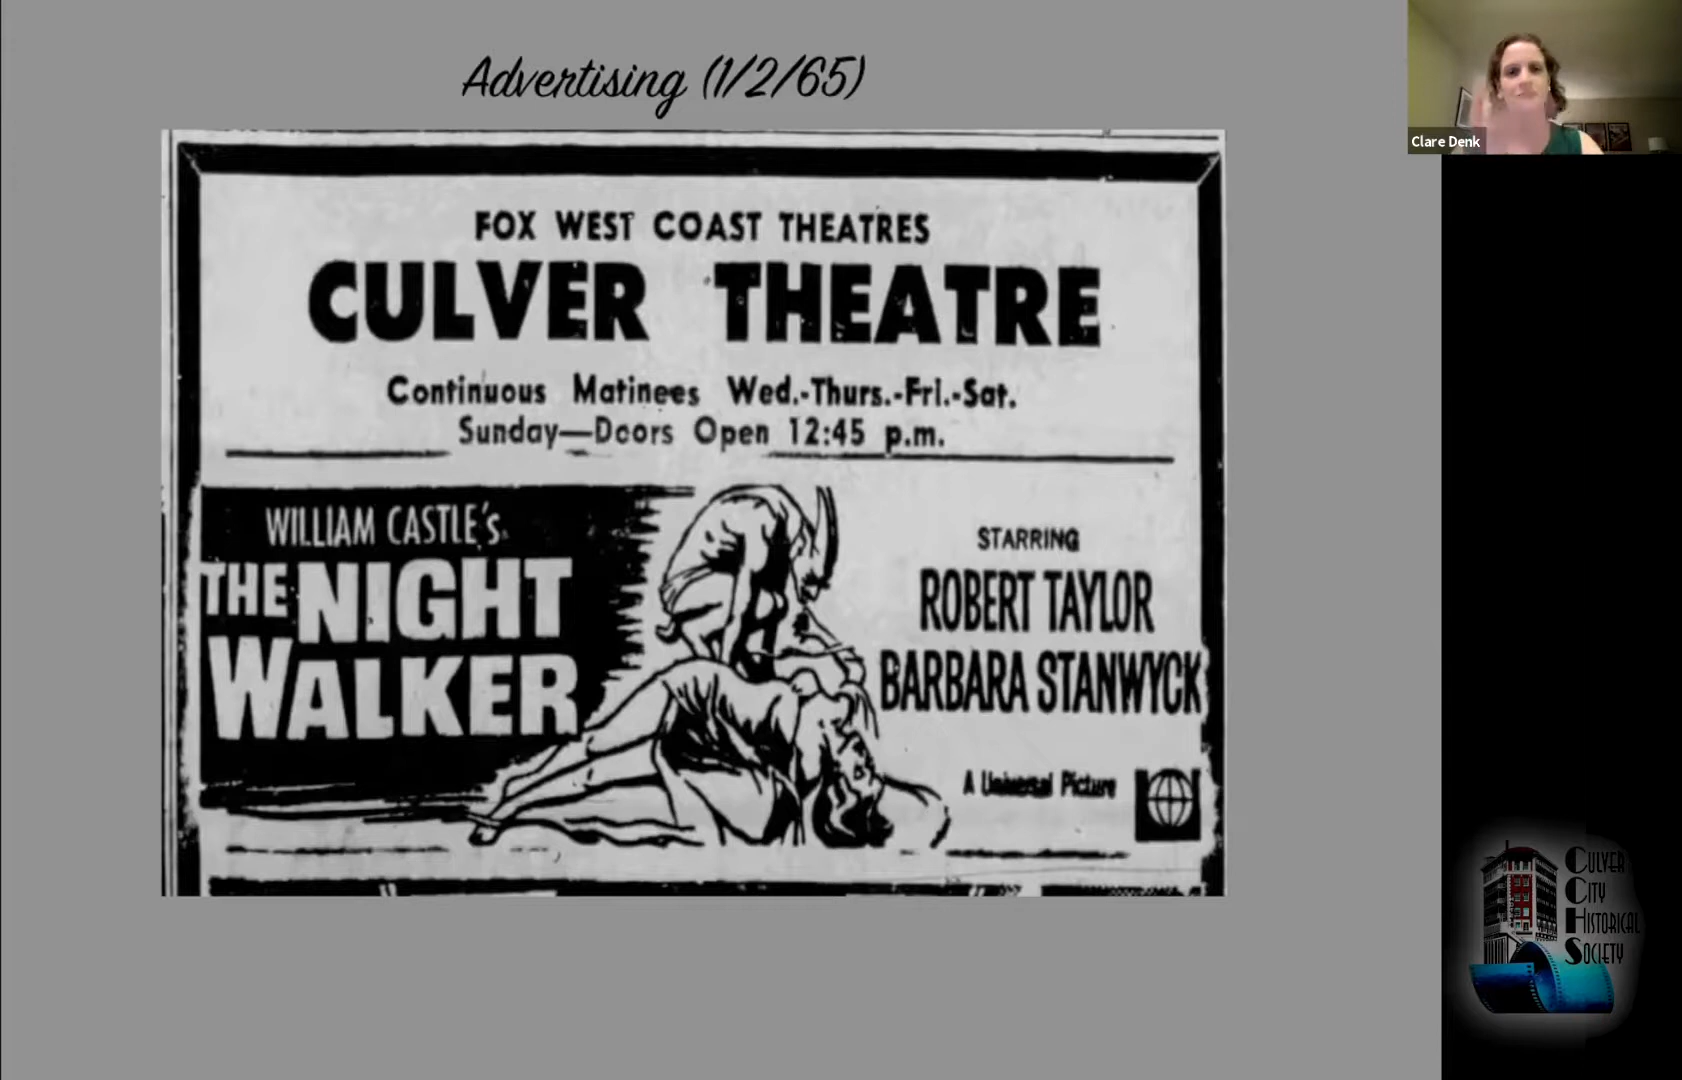 Advertising (1/2/65)
FOX WEST COAST THEATRES
CULVER THEATRE
Continuous Matinees Wed.-Thurs.-Fri.-Sat.
Sunday—Doors Open 12:45 p.m.
WILLIAM CASTLE's
THE NIGHT
WALKER
STARRING
ROBERT TAYLOR
BARBARA STANWYCK
A Universal Picture
Clare Denk
CULVER
CITY
HISTORICAL
SOCIETY